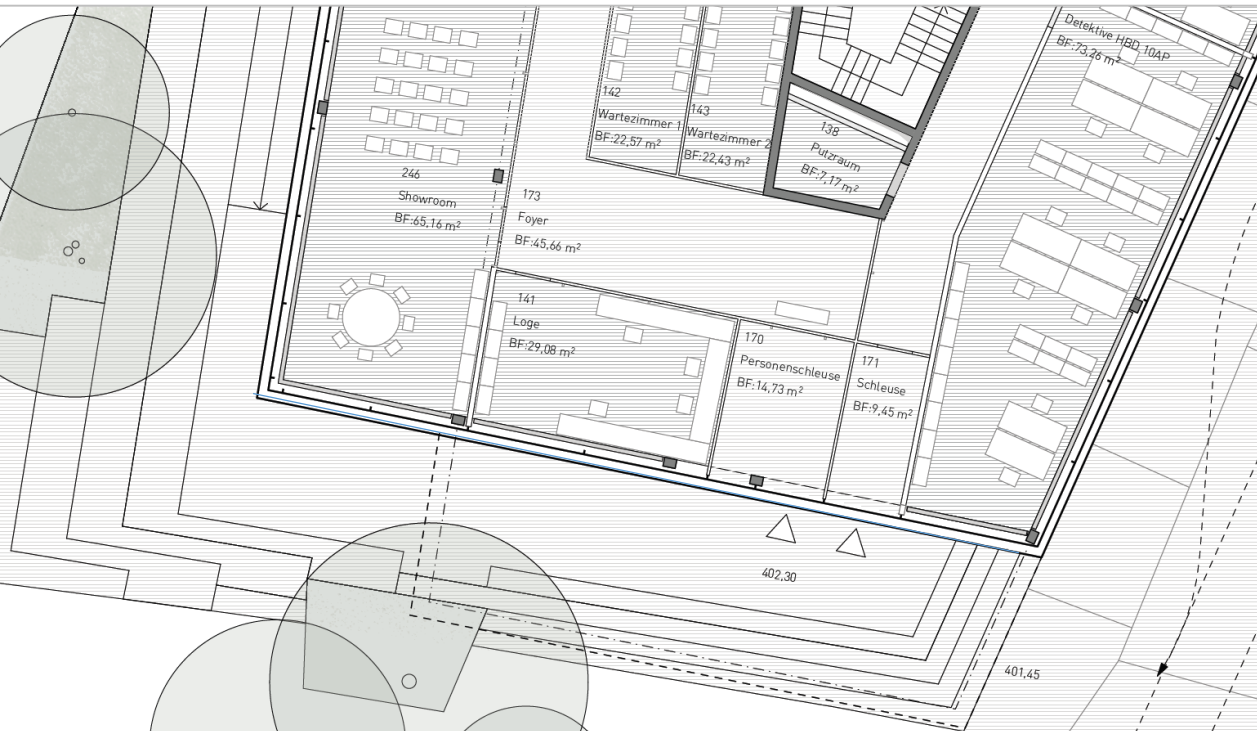 Detektive HBD 10AP
BF:73,26 m²
142
Wartezimmer 1
BF:22,57 m²
143
Wartezimmer 2
BF:22,43 m²
138
Putzraum
BF:7,17 m²
246
Showroom
BF:65,16 m²
173
Foyer
BF:45,66 m²
141
Loge
BF:29,08 m²
170
Personenschleuse
BF:14,73 m²
171
Schleuse
BF:9,45 m²
402,30
401,45